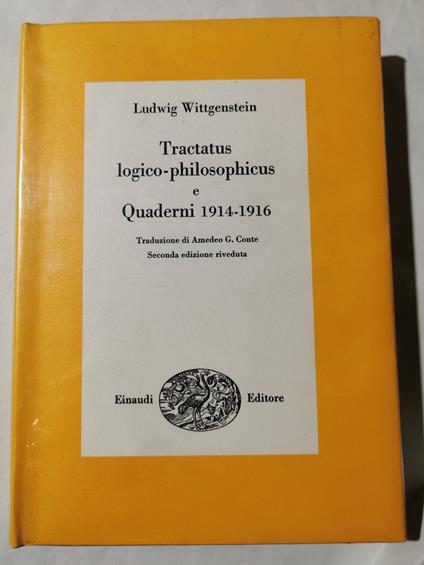 Ludwig Wittgenstein
Tractatus
logico-philosophicus
e
Quaderni 1914-1916
Traduzione di Amedeo G. Conte
Seconda edizione riveduta
Einaudi Editore